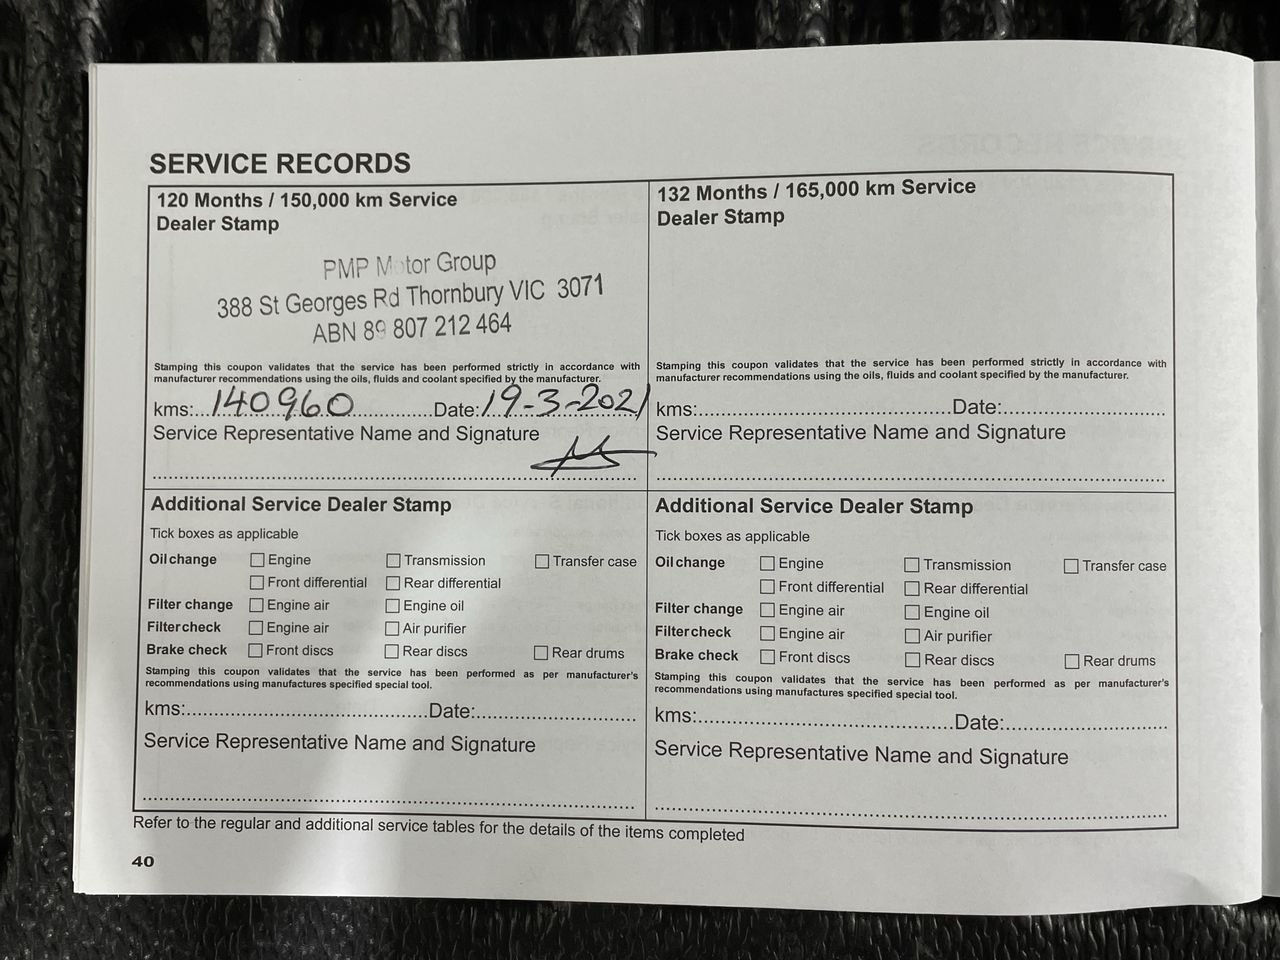 SERVICE RECORDS
120 Months / 150,000 km Service
Dealer Stamp
PMP Motor Group
388 St Georges Rd Thornbury VIC 3071
ABN 89 807 212 464
Stamping this coupon validates that the service has been performed strictly in accordance with
manufacturer recommendations using the oils, fluids and coolant specified by the manufacturer.
kms: 140960 Date: 19-3-2021
Service Representative Name and Signature
Additional Service Dealer Stamp
Tick boxes as applicable
Oil change Engine Transmission Transfer case
Front differential Rear differential
Filter change Engine air Engine oil
Filter check Engine air Air purifier
Brake check Front discs Rear discs Rear drums
Stamping this coupon validates that the service has been performed as per manufacturer's
recommendations using manufactures specified special tool.
kms: Date:
Service Representative Name and Signature
132 Months / 165,000 km Service
Dealer Stamp
Stamping this coupon validates that the service has been performed strictly in accordance with
manufacturer recommendations using the oils, fluids and coolant specified by the manufacturer.
kms: Date:
Service Representative Name and Signature
Additional Service Dealer Stamp
Tick boxes as applicable
Oil change Engine Transmission Transfer case
Front differential Rear differential
Filter change Engine air Engine oil
Filter check Engine air Air purifier
Brake check Front discs Rear discs Rear drums
Stamping this coupon validates that the service has been performed as per manufacturer's
recommendations using manufactures specified special tool.
kms: Date:
Service Representative Name and Signature
Refer to the regular and additional service tables for the details of the items completed
40